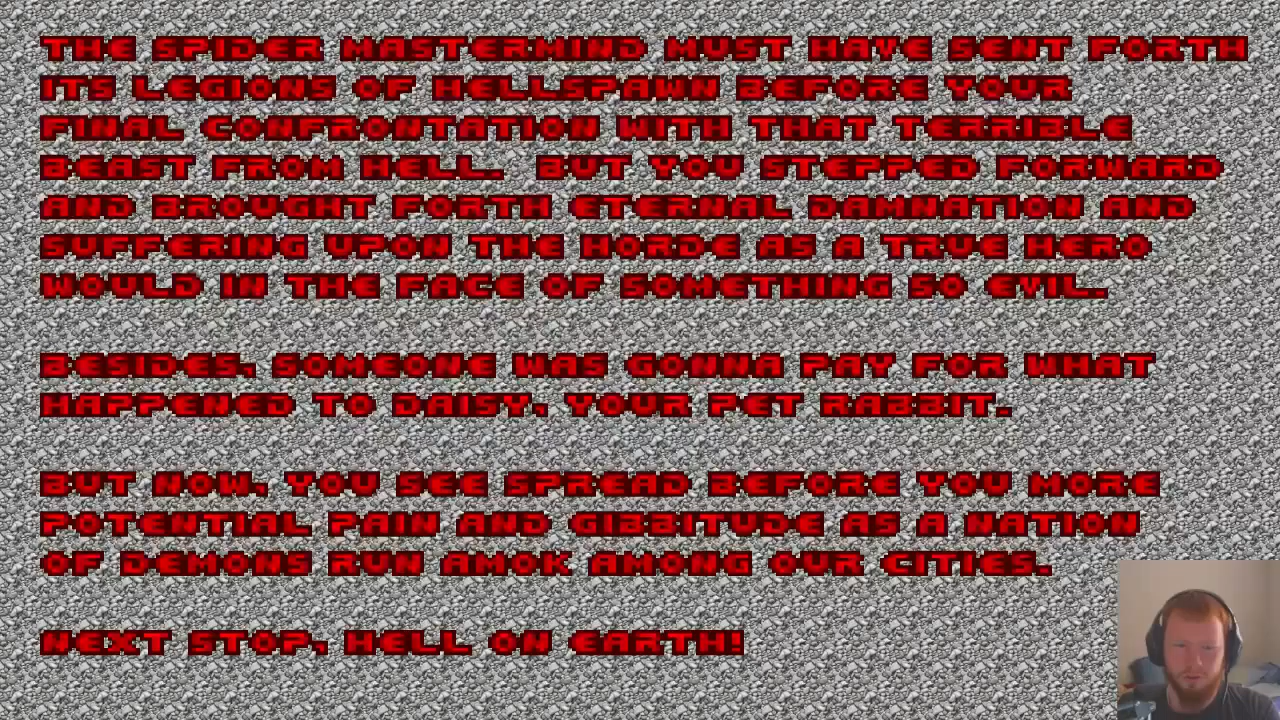 THE SPIDER MASTERMIND MUST HAVE SENT FORTH
ITS LEGIONS OF HELLSPAWN BEFORE YOUR
FINAL CONFRONTATION WITH THAT TERRIBLE
BEAST FROM HELL.  BUT YOU STEPPED FORWARD
AND BROUGHT FORTH ETERNAL DAMNATION AND
SUFFERING UPON THE HORDE AS A TRUE HERO
WOULD IN THE FACE OF SOMETHING SO EVIL.
BESIDES, SOMEONE WAS GONNA PAY FOR WHAT
HAPPENED TO DAISY, YOUR PET RABBIT.
BUT NOW, YOU SEE SPREAD BEFORE YOU MORE
POTENTIAL PAIN AND GIBBITUDE AS A NATION
OF DEMONS RUN AMOK AMONG OUR CITIES.
NEXT STOP, HELL ON EARTH!